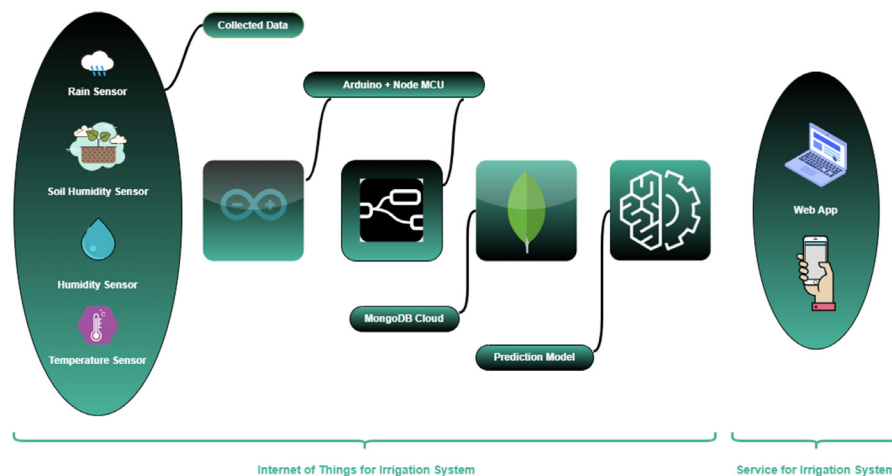 Collected Data
Rain Sensor
Arduino + Node MCU
Soil Humidity Sensor
Web App
Humidity Sensor
MongoDB Cloud
Temperature Sensor
Prediction Model
Internet of Things for Irrigation System
Service for Irrigation System